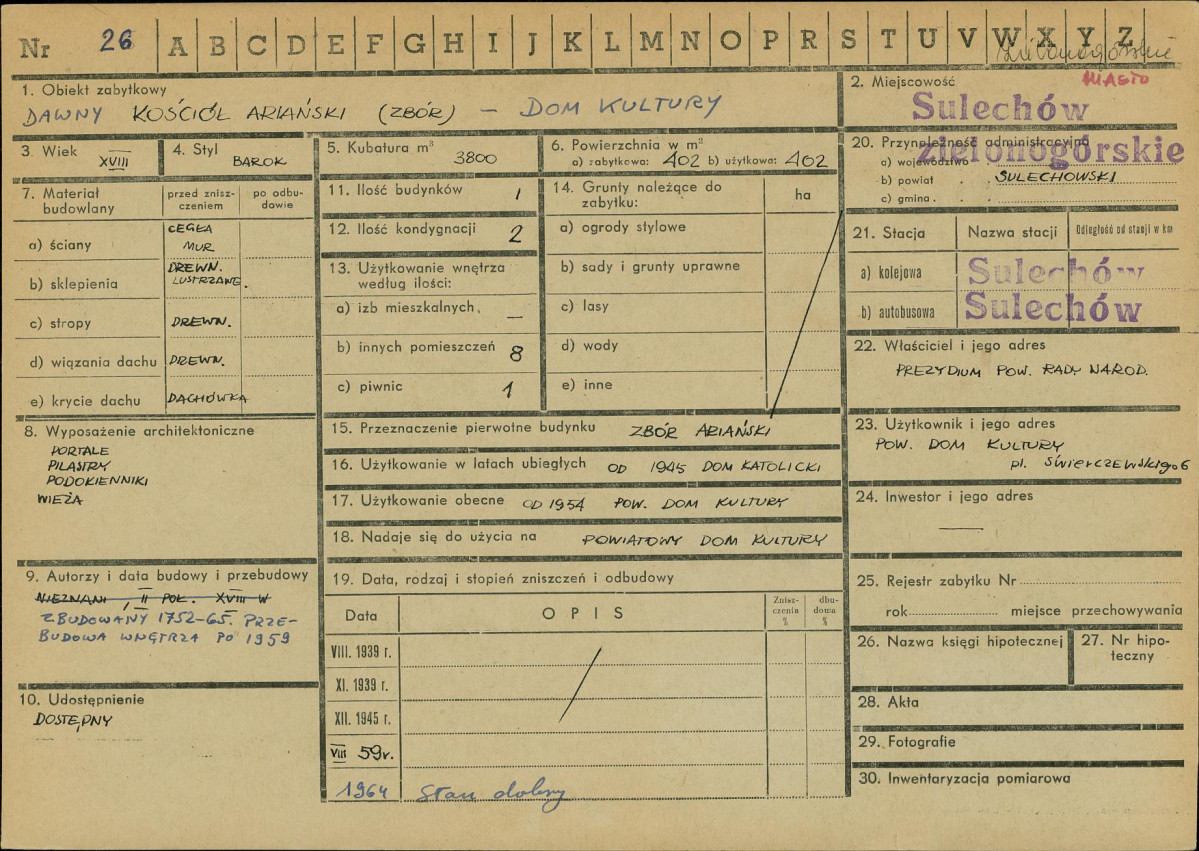 Nr 26 A B C D E F G H I J K L M N O P R S T U V W X Y Z
Zielonogórskie
1. Obiekt zabytkowy
DAWNY KOŚCIÓŁ ARIAŃSKI (ZBÓR) – DOM KULTURY
2. Miejscowość MIASTO
Sulechów
3. Wiek XVIII
4. Styl BAROK
5. Kubatura m³ 3800
6. Powierzchnia w m²
a) zabytkowa: 402 b) użytkowa: 402
20. Przynależność administracyjna
a) województwo zielonogórskie
b) powiat SULECHOWSKI
c) gmina
7. Materiał budowlany
przed zniszczeniem
po odbudowie
a) ściany CEGŁA
MUR
b) sklepienia DREWN.
LUSTRZANE.
c) stropy DREWN.
d) wiązania dachu DREWN.
e) krycie dachu DACHÓWKA
8. Wyposażenie architektoniczne
PORTALE
PILASTRY
PODOKIENNIKI
WIEŻA
9. Autorzy i data budowy i przebudowy
NIEZNANI, II POŁ. XVIII W
ZBUDOWANY 1752-65. PRZE-
BUDOWA WNĘTRZA PO 1959
10. Udostępnienie
DOSTĘPNY
11. Ilość budynków 1
12. Ilość kondygnacji 2
13. Użytkowanie wnętrza
według ilości:
a) izb mieszkalnych —
b) innych pomieszczeń 8
c) piwnic 1
14. Grunty należące do
zabytku:
ha
a) ogrody stylowe
b) sady i grunty uprawne
c) lasy
d) wody
e) inne
15. Przeznaczenie pierwotne budynku ZBÓR ARIAŃSKI
16. Użytkowanie w latach ubiegłych OD 1945 DOM KATOLICKI
17. Użytkowanie obecne OD 1954 POW. DOM KULTURY
18. Nadaje się do użycia na POWIATOWY DOM KULTURY
19. Data, rodzaj i stopień zniszczeń i odbudowy
Data
OPIS
Zniszczenia %
dbudowa %
VIII. 1939 r.
XI. 1939 r.
XII. 1945 r.
VIII 59 r.
1964 Stan dobry
21. Stacja
Nazwa stacji
Odległość od stacji w km
a) kolejowa Sulechów
b) autobusowa Sulechów
22. Właściciel i jego adres
PREZYDIUM POW. RADY NAROD.
23. Użytkownik i jego adres
POW. DOM KULTURY
pl. Świerczewskiego 6
24. Inwestor i jego adres
—
25. Rejestr zabytku Nr
rok miejsce przechowywania
26. Nazwa księgi hipotecznej
27. Nr hipo-
teczny
28. Akta
29. Fotografie
30. Inwentaryzacja pomiarowa